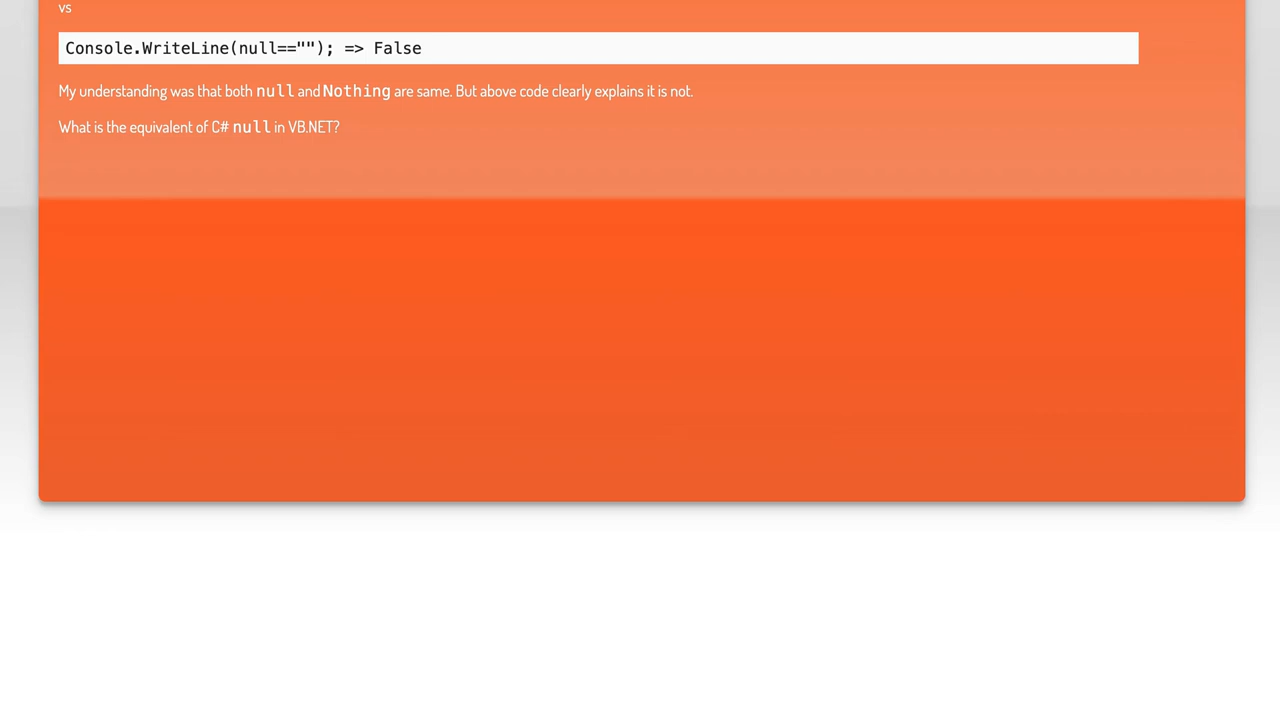 vs
Console.WriteLine(null==""); => False
My understanding was that both null and Nothing are same. But above code clearly explains it is not.
What is the equivalent of C# null in VB.NET?